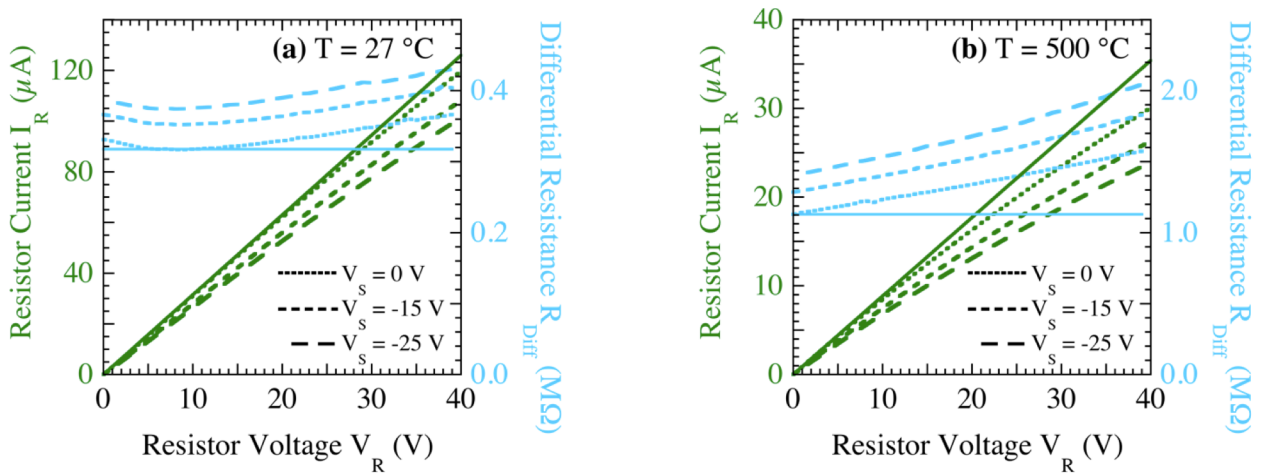 (a) T = 27 °C
Resistor Current I_R (μA)
120
80
40
0
Differential Resistance R_Diff (MΩ)
0.4
0.2
0.0
V_S = 0 V
V_S = -15 V
V_S = -25 V
0 10 20 30 40
Resistor Voltage V_R (V)
(b) T = 500 °C
Resistor Current I_R (μA)
40
30
20
10
0
Differential Resistance R_Diff (MΩ)
2.0
1.0
0.0
V_S = 0 V
V_S = -15 V
V_S = -25 V
0 10 20 30 40
Resistor Voltage V_R (V)